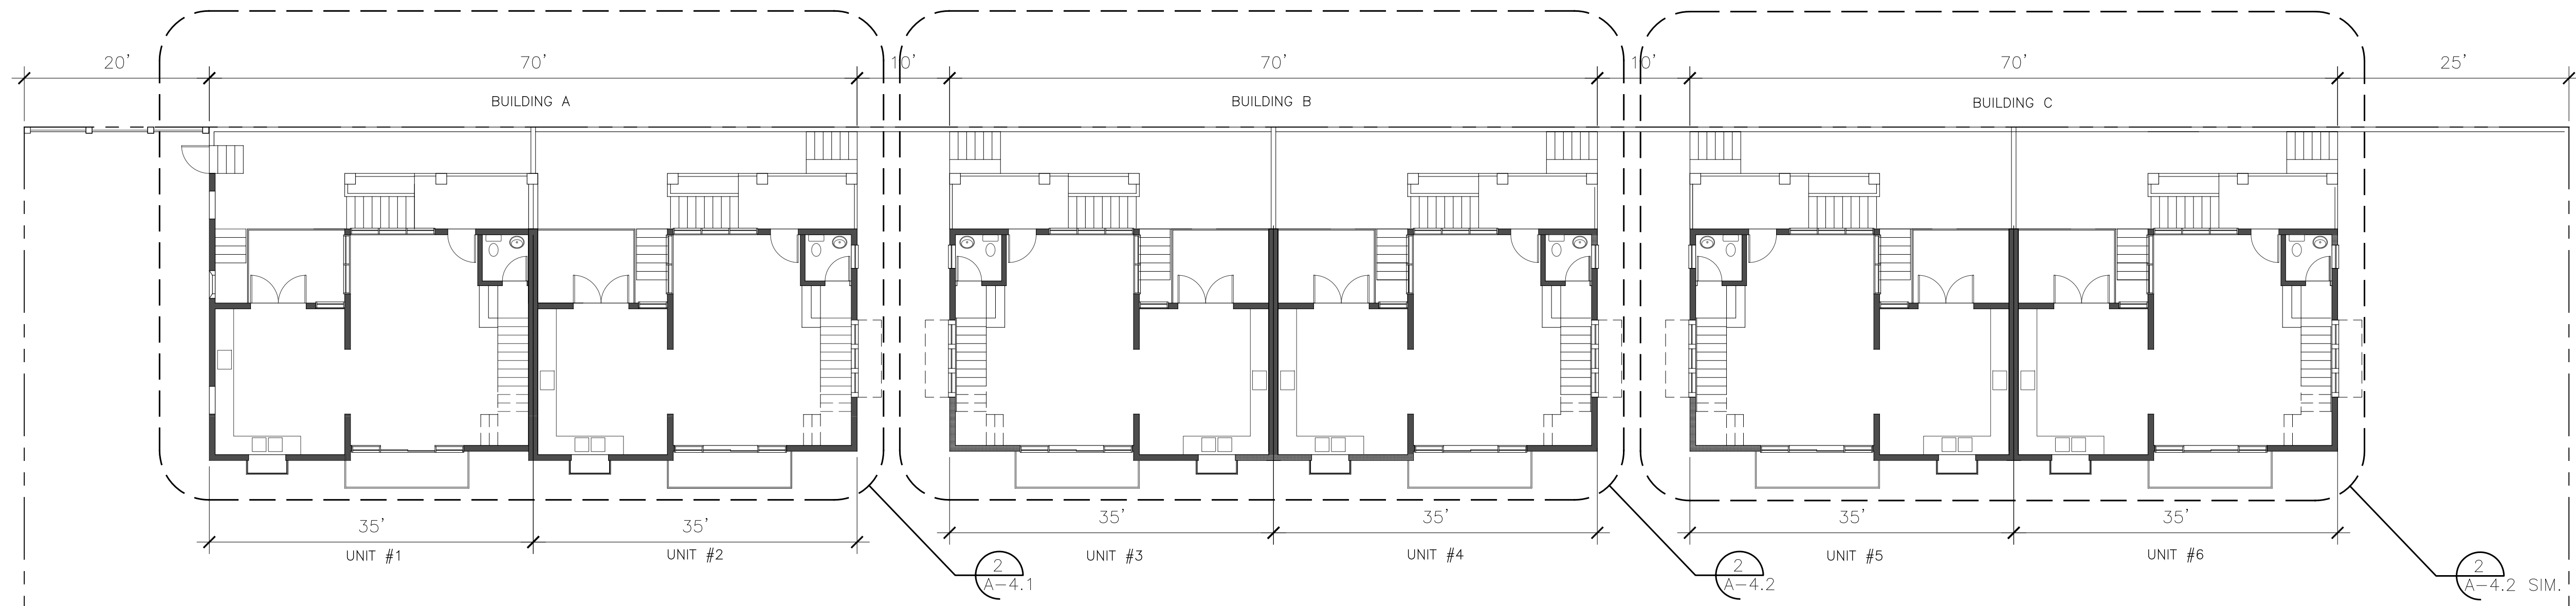 20'
70'
10'
70'
10'
70'
25'
BUILDING A
BUILDING B
BUILDING C
35'
35'
35'
35'
35'
35'
UNIT #1
UNIT #2
UNIT #3
UNIT #4
UNIT #5
UNIT #6
2
A-4.1
2
A-4.2
2
A-4.2 SIM.